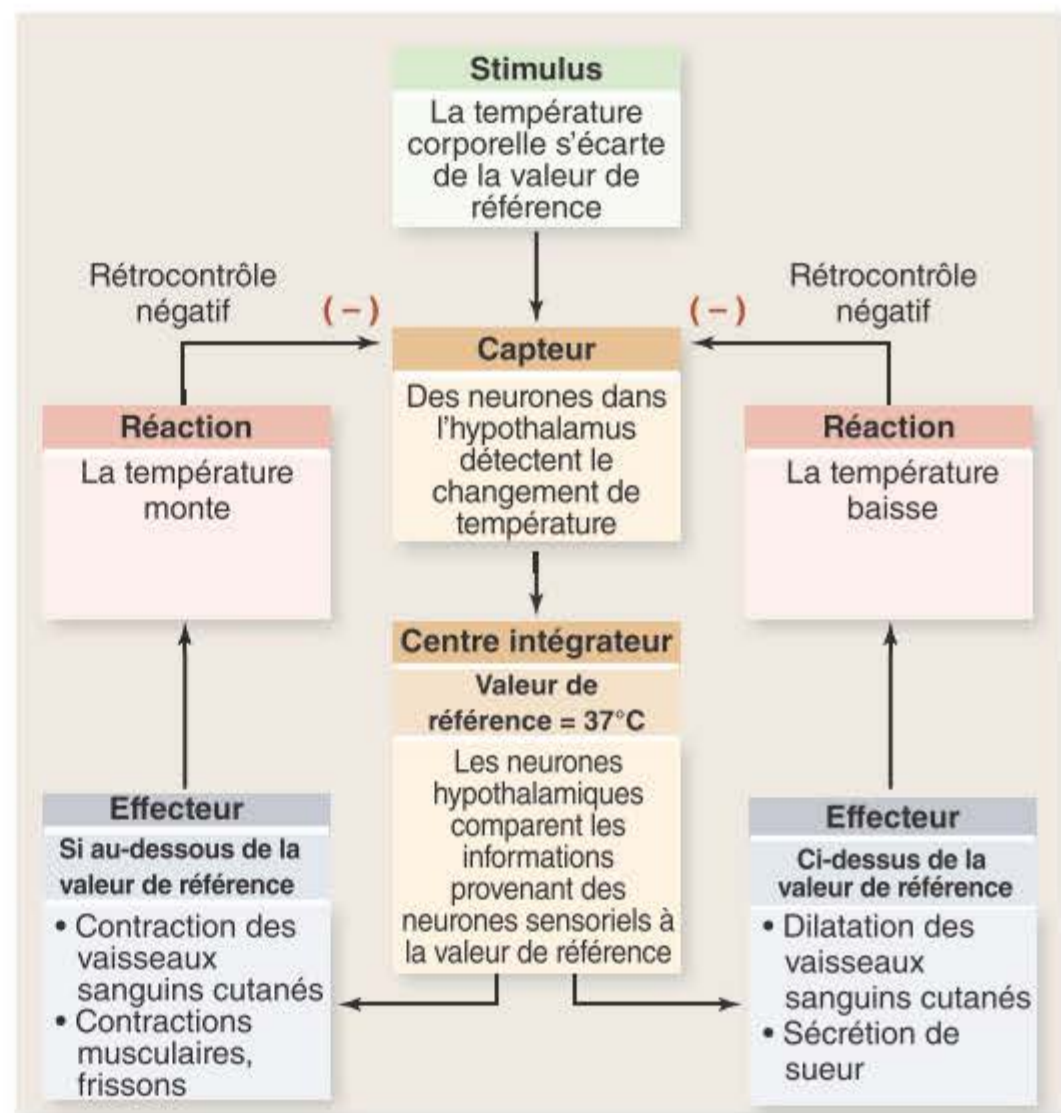 Stimulus
La température
corporelle s'écarte
de la valeur de
référence
Rétrocontrôle
négatif
(−)
(−)
Rétrocontrôle
négatif
Capteur
Des neurones dans
l'hypothalamus
détectent le
changement de
température
Réaction
La température
monte
Réaction
La température
baisse
Centre intégrateur
Valeur de
référence = 37°C
Les neurones
hypothalamiques
comparent les
informations
provenant des
neurones sensoriels à
la valeur de référence
Effecteur
Si au-dessous de la
valeur de référence
• Contraction des
vaisseaux
sanguins cutanés
• Contractions
musculaires,
frissons
Effecteur
Ci-dessus de la
valeur de référence
• Dilatation des
vaisseaux
sanguins cutanés
• Sécrétion de
sueur